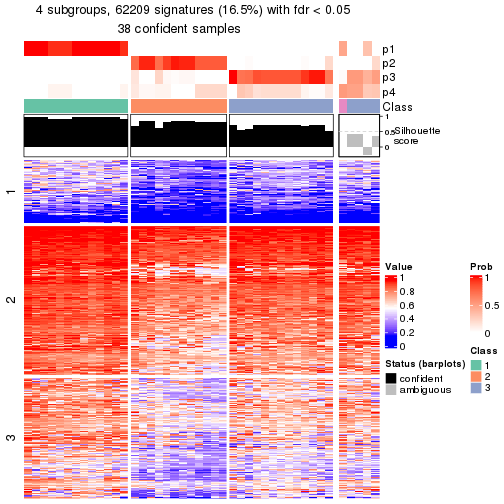 4 subgroups, 62209 signatures (16.5%) with fdr < 0.05
38 confident samples
p1
p2
p3
p4
Class
1
0.5
0
Silhouette
score
1
2
3
Value
1
0.8
0.6
0.4
0.2
0
Prob
1
0.5
0
Status (barplots)
confident
ambiguous
Class
1
2
3